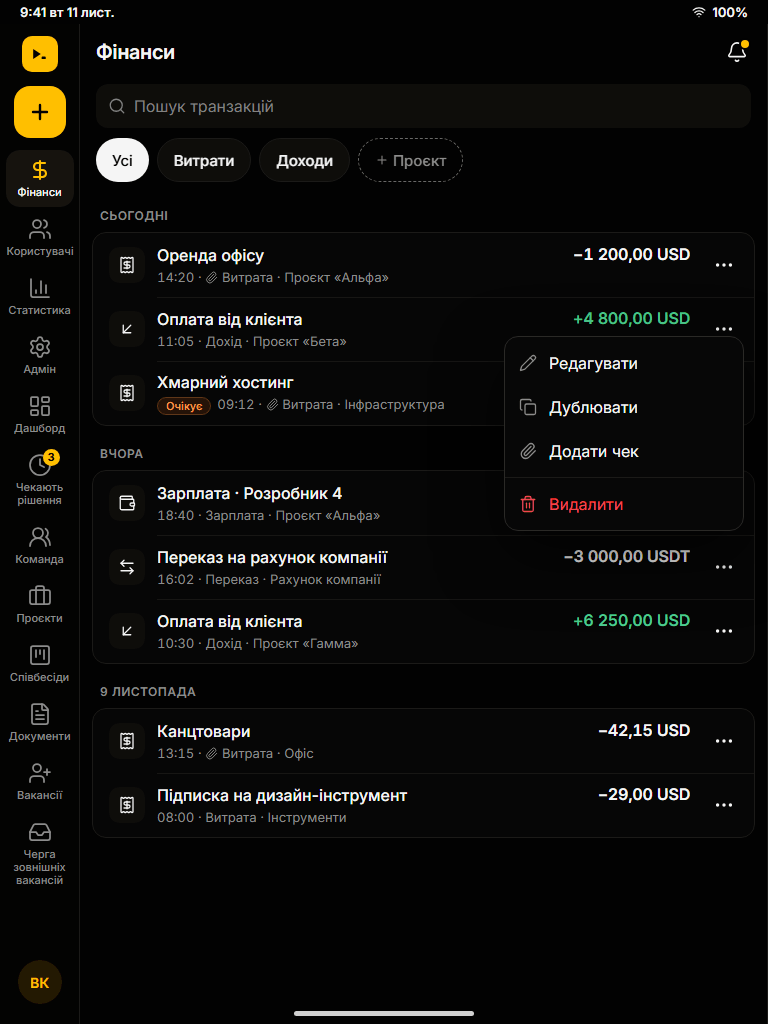 9:41 вт 11 лист.
100%
Фінанси
Пошук транзакцій
Усі
Витрати
Доходи
+ Проєкт
Фінанси
Користувачі
Статистика
Адмін
Дашборд
3
Чекають
рішення
Команда
Проєкти
Співбесіди
Документи
Вакансії
Черга
зовнішніх
вакансій
ВК
СЬОГОДНІ
Оренда офісу
−1 200,00 USD
14:20 · Витрата · Проєкт «Альфа»
Оплата від клієнта
+4 800,00 USD
11:05 · Дохід · Проєкт «Бета»
Хмарний хостинг
Очікує 09:12 · Витрата · Інфраструктура
Редагувати
Дублювати
Додати чек
Видалити
ВЧОРА
Зарплата · Розробник 4
18:40 · Зарплата · Проєкт «Альфа»
Переказ на рахунок компанії
−3 000,00 USDT
16:02 · Переказ · Рахунок компанії
Оплата від клієнта
+6 250,00 USD
10:30 · Дохід · Проєкт «Гамма»
9 ЛИСТОПАДА
Канцтовари
−42,15 USD
13:15 · Витрата · Офіс
Підписка на дизайн-інструмент
−29,00 USD
08:00 · Витрата · Інструменти